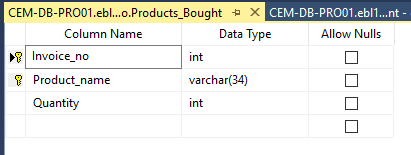 CEM-DB-PRO01.ebl...o.Products_Bought CEM-DB-PRO01.ebl1...nt -
Column Name Data Type Allow Nulls
Invoice_no int
Product_name varchar(34)
Quantity int